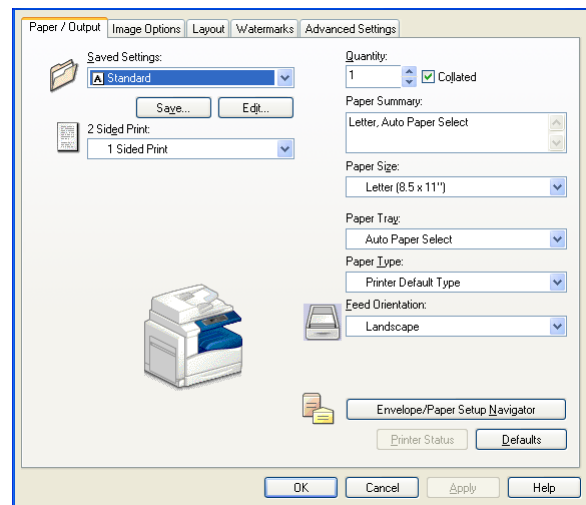 Paper / Output
Image Options
Layout
Watermarks
Advanced Settings
Saved Settings:
A Standard
Save...
Edit...
2 Sided Print:
1 Sided Print
Quantity:
1
Collated
Paper Summary:
Letter, Auto Paper Select
Paper Size:
Letter (8.5 x 11")
Paper Tray:
Auto Paper Select
Paper Type:
Printer Default Type
Feed Orientation:
Landscape
Envelope/Paper Setup Navigator
Printer Status
Defaults
OK
Cancel
Apply
Help